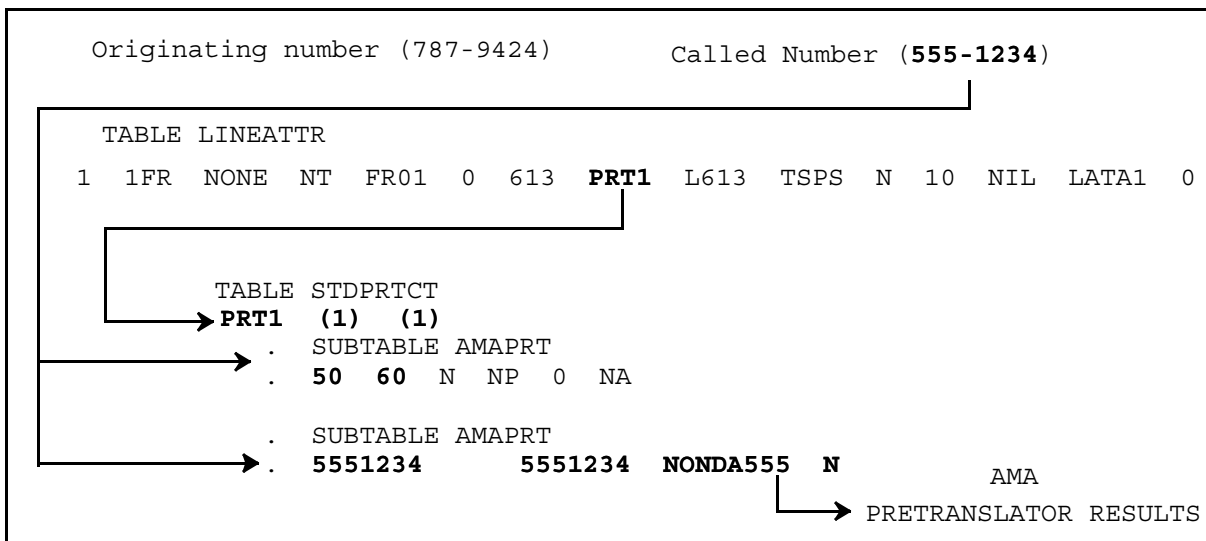 Originating number (787-9424) Called Number (555-1234)
TABLE LINEATTR
1 1FR NONE NT FR01 0 613 PRT1 L613 TSPS N 10 NIL LATA1 0
TABLE STDPRTCT
PRT1 (1) (1)
. SUBTABLE AMAPRT
. 50 60 N NP 0 NA
. SUBTABLE AMAPRT
. 5551234 5551234 NONDA555 N
AMA
PRETRANSLATOR RESULTS